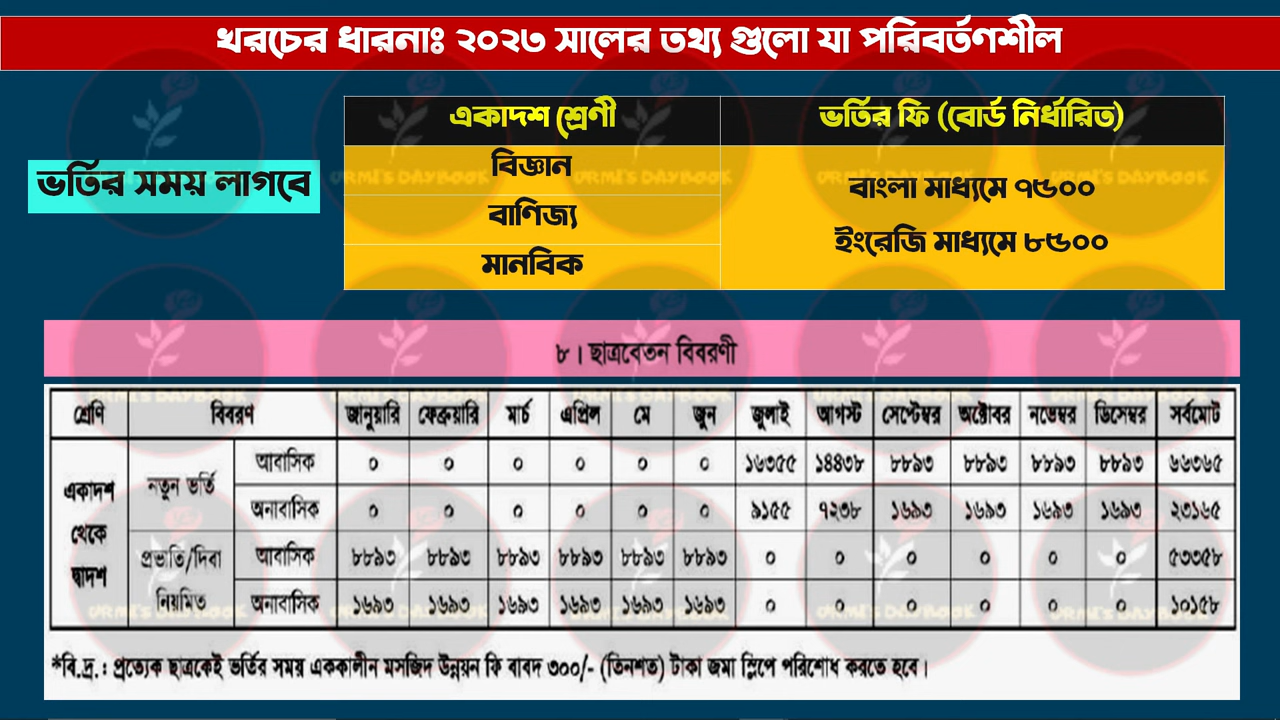 খরচের ধারনাঃ ২০২৩ সালের তথ্য গুলো যা পরিবর্তণশীল
একাদশ শ্রেণী ভর্তির ফি (বোর্ড নির্ধারিত)
ভর্তির সময় লাগবে
বিজ্ঞান
বাণিজ্য
মানবিক
বাংলা মাধ্যমে ৭৫০০
ইংরেজি মাধ্যমে ৮৫০০
৮। ছাত্রবেতন বিবরণী
শ্রেণি বিবরণ জানুয়ারি ফেব্রুয়ারি মার্চ এপ্রিল মে জুন জুলাই আগস্ট সেপ্টেম্বর অক্টোবর নভেম্বর ডিসেম্বর সর্বমোট
একাদশ থেকে দ্বাদশ
নতুন ভর্তি আবাসিক ০ ০ ০ ০ ০ ০ ১৬৩৫৫ ১৪৪৩৮ ৮৮৯৩ ৮৮৯৩ ৮৮৯৩ ৮৮৯৩ ৬৬৩৬৫
অনাবাসিক ০ ০ ০ ০ ০ ০ ৯১৫৫ ৭২৩৮ ১৬৯৩ ১৬৯৩ ১৬৯৩ ১৬৯৩ ২৩১৬৫
প্রভাতি/দিবা নিয়মিত আবাসিক ৮৮৯৩ ৮৮৯৩ ৮৮৯৩ ৮৮৯৩ ৮৮৯৩ ৮৮৯৩ ০ ০ ০ ০ ০ ০ ৫৩৩৫৮
অনাবাসিক ১৬৯৩ ১৬৯৩ ১৬৯৩ ১৬৯৩ ১৬৯৩ ১৬৯৩ ০ ০ ০ ০ ০ ০ ১০১৫৮
*বি.দ্র.: প্রত্যেক ছাত্রকেই ভর্তির সময় এককালীন মসজিদ উন্নয়ন ফি বাবদ ৩০০/- (তিনশত) টাকা জমা স্লিপে পরিশোধ করতে হবে।
URMI'S DAYBOOK